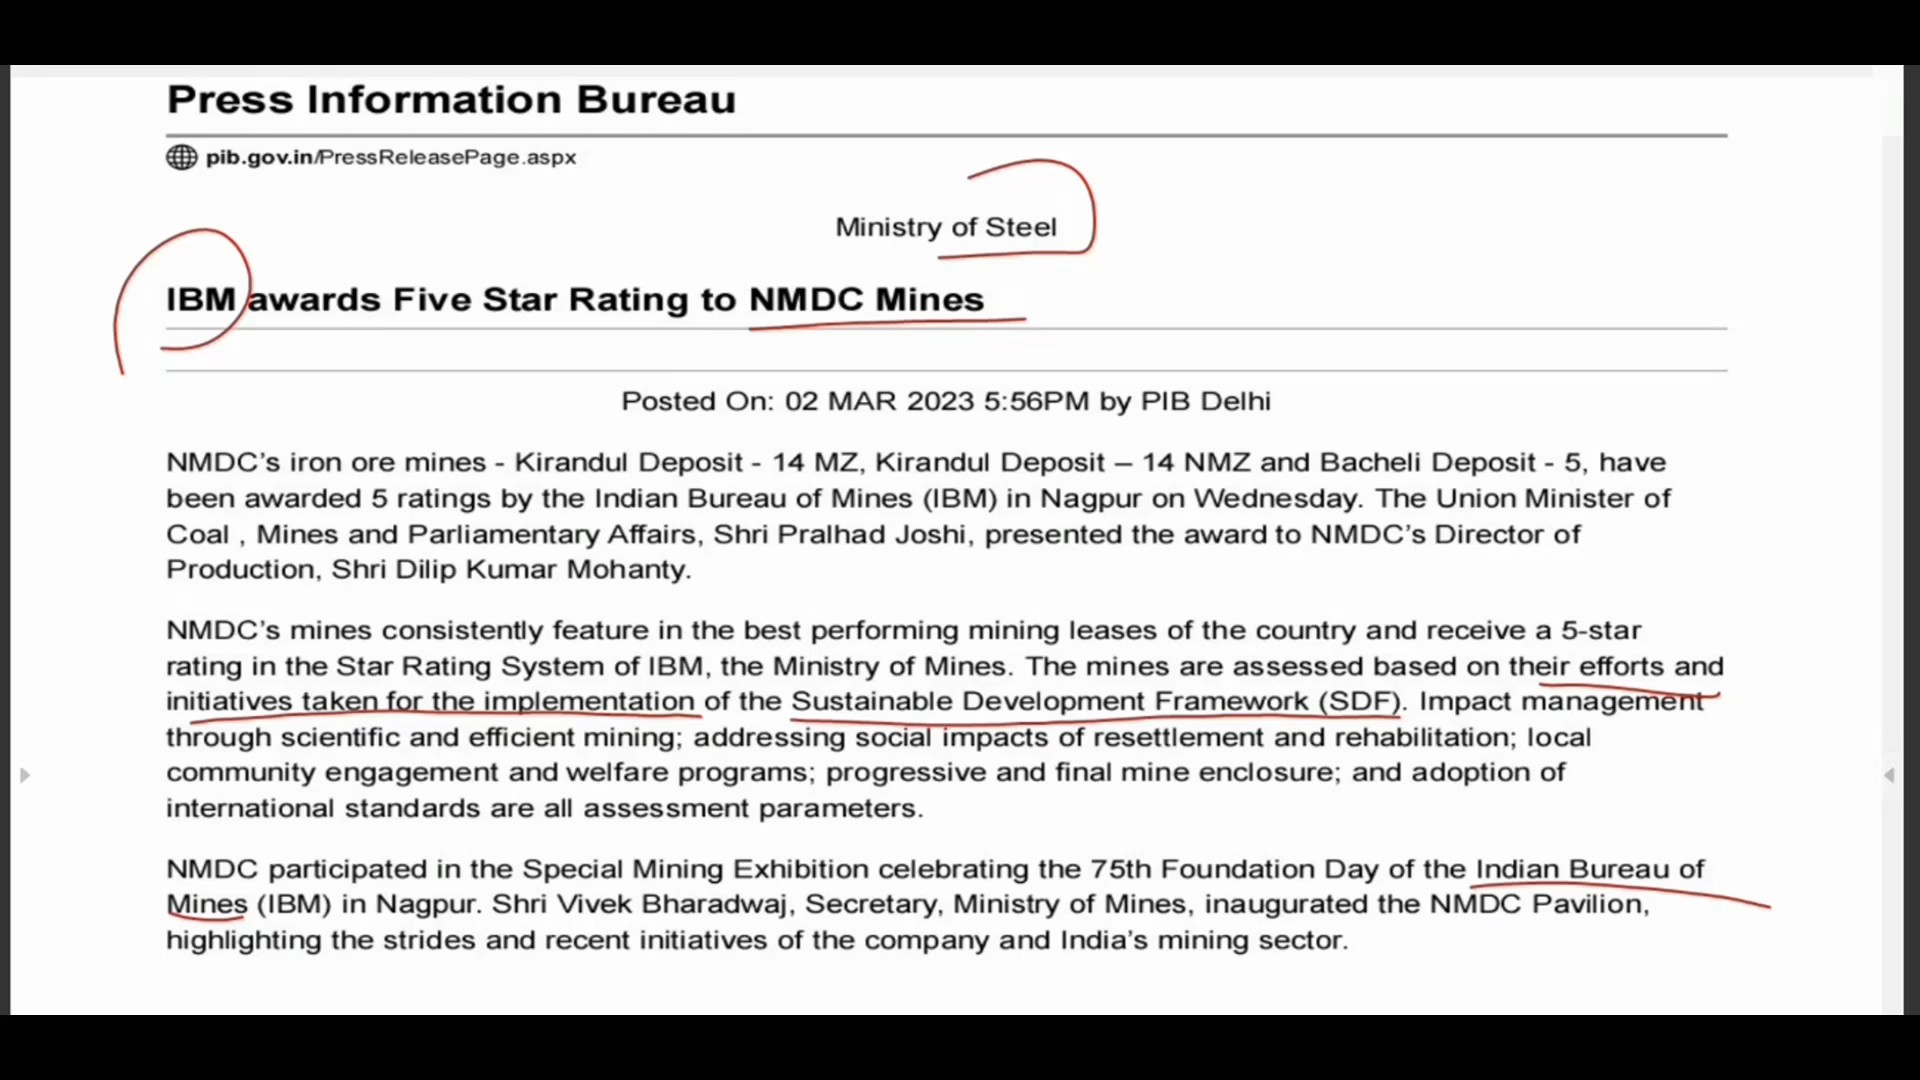 Press Information Bureau
pib.gov.in/PressReleasePage.aspx
Ministry of Steel
IBM awards Five Star Rating to NMDC Mines
Posted On: 02 MAR 2023 5:56PM by PIB Delhi
NMDC’s iron ore mines - Kirandul Deposit - 14 MZ, Kirandul Deposit – 14 NMZ and Bacheli Deposit - 5, have
been awarded 5 ratings by the Indian Bureau of Mines (IBM) in Nagpur on Wednesday. The Union Minister of
Coal , Mines and Parliamentary Affairs, Shri Pralhad Joshi, presented the award to NMDC’s Director of
Production, Shri Dilip Kumar Mohanty.
NMDC’s mines consistently feature in the best performing mining leases of the country and receive a 5-star
rating in the Star Rating System of IBM, the Ministry of Mines. The mines are assessed based on their efforts and
initiatives taken for the implementation of the Sustainable Development Framework (SDF). Impact management
through scientific and efficient mining; addressing social impacts of resettlement and rehabilitation; local
community engagement and welfare programs; progressive and final mine enclosure; and adoption of
international standards are all assessment parameters.
NMDC participated in the Special Mining Exhibition celebrating the 75th Foundation Day of the Indian Bureau of
Mines (IBM) in Nagpur. Shri Vivek Bharadwaj, Secretary, Ministry of Mines, inaugurated the NMDC Pavilion,
highlighting the strides and recent initiatives of the company and India’s mining sector.